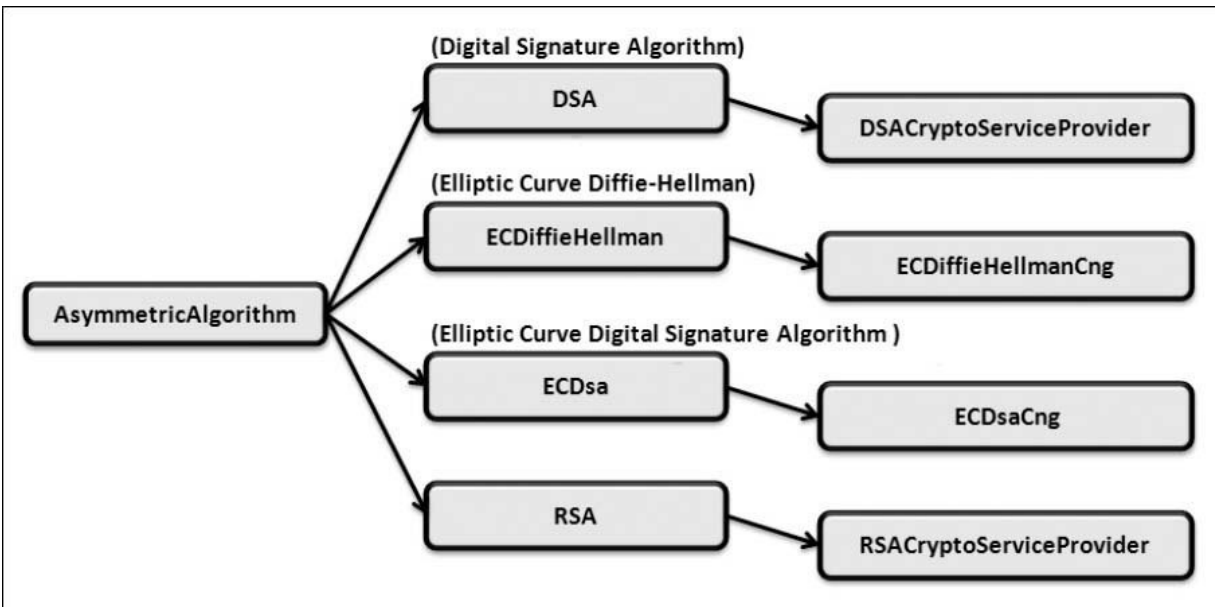 (Digital Signature Algorithm)
DSA
DSACryptoServiceProvider
(Elliptic Curve Diffie-Hellman)
ECDiffieHellman
ECDiffieHellmanCng
AsymmetricAlgorithm
(Elliptic Curve Digital Signature Algorithm )
ECDsa
ECDsaCng
RSA
RSACryptoServiceProvider